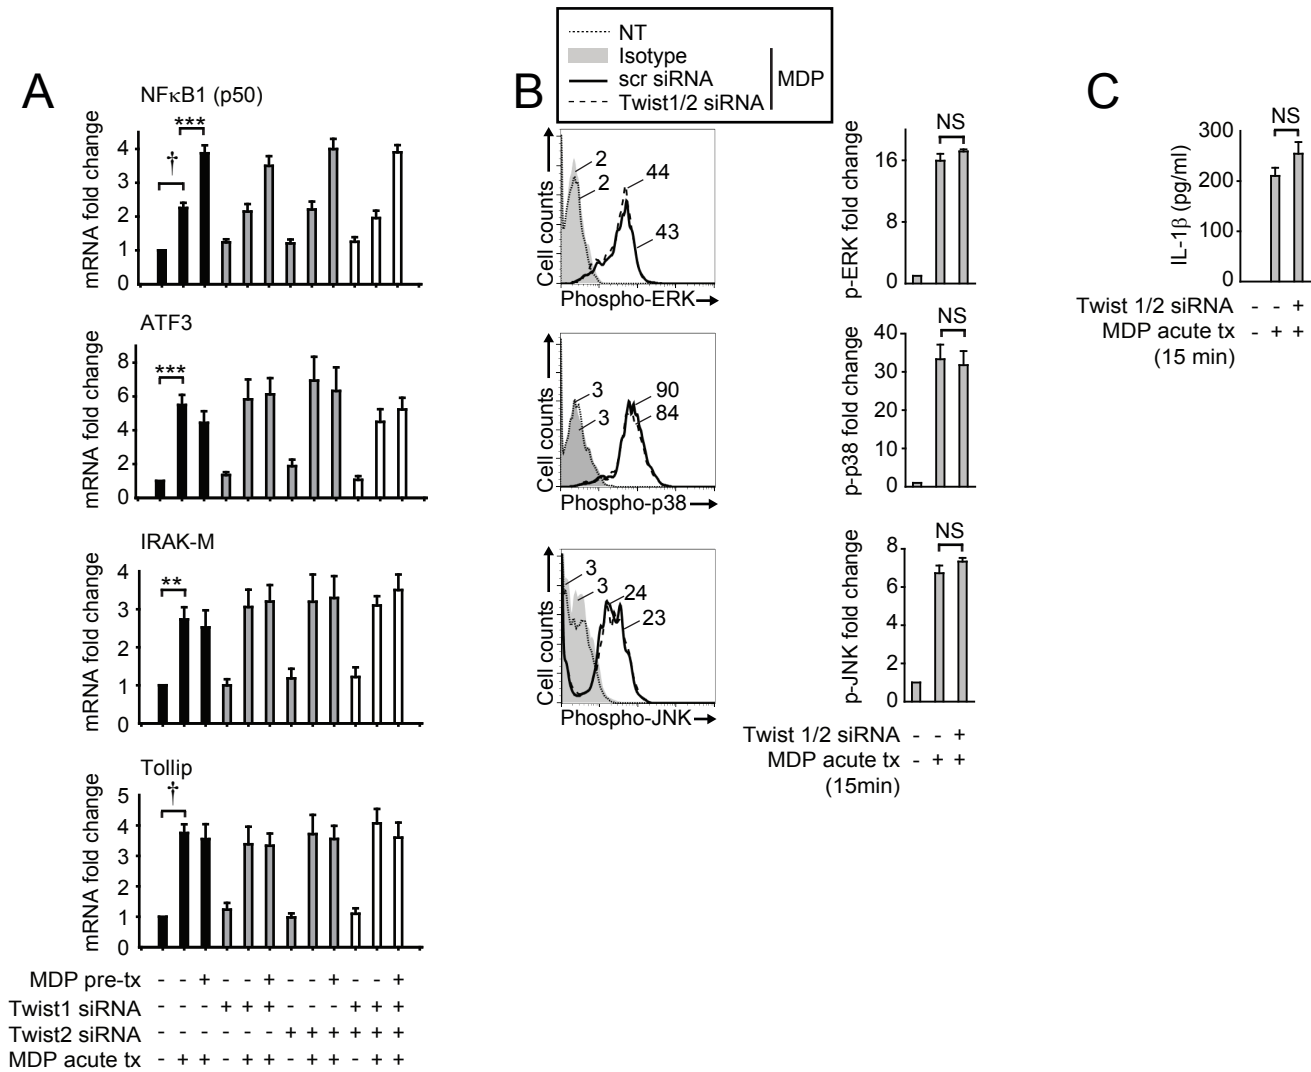 A
NFκB1 (p50)
mRNA fold change
4
3
2
1
0
***
†
ATF3
mRNA fold change
8
6
4
2
0
***
IRAK-M
mRNA fold change
4
3
2
1
0
**
Tollip
mRNA fold change
5
4
3
2
1
0
†
MDP pre-tx - - + - - + - - + - - +
Twist1 siRNA - - - + + + - - - + + +
Twist2 siRNA - - - - - - + + + + + +
MDP acute tx - + + - + + - + + - + +
B
NT
Isotype
scr siRNA
Twist1/2 siRNA
MDP
Cell counts
2
2
44
43
Phospho-ERK
Cell counts
3
3
90
84
Phospho-p38
Cell counts
3
3
24
23
Phospho-JNK
p-ERK fold change
16
8
0
NS
p-p38 fold change
40
30
20
10
0
NS
p-JNK fold change
8
6
4
2
0
NS
Twist 1/2 siRNA - - +
MDP acute tx - + +
(15min)
C
IL-1β (pg/ml)
300
200
100
0
NS
Twist 1/2 siRNA - - +
MDP acute tx - + +
(15 min)